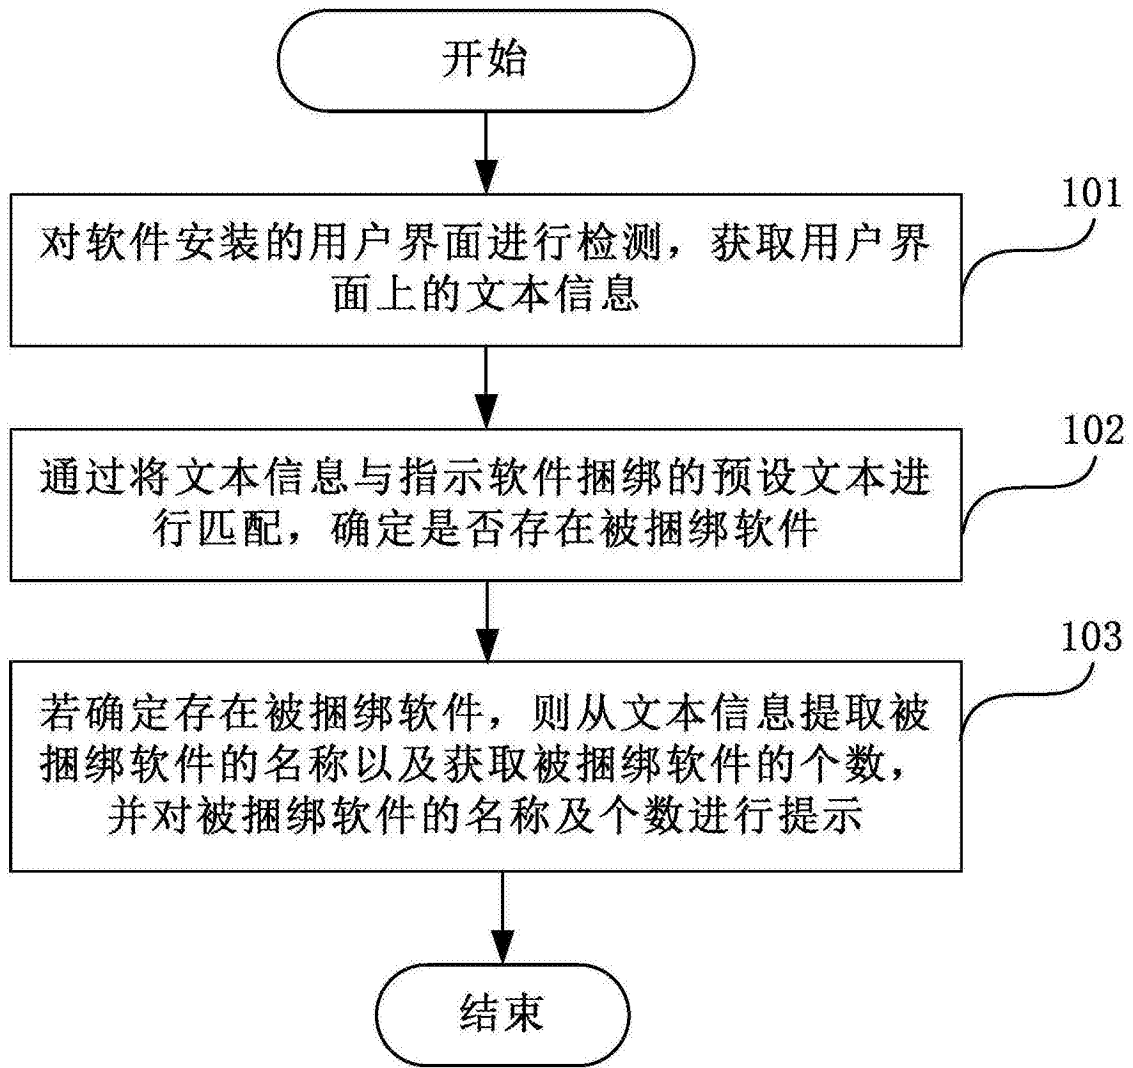 开始
101
对软件安装的用户界面进行检测，获取用户界
面上的文本信息
102
通过将文本信息与指示软件捆绑的预设文本进
行匹配，确定是否存在被捆绑软件
103
若确定存在被捆绑软件，则从文本信息提取被
捆绑软件的名称以及获取被捆绑软件的个数，
并对被捆绑软件的名称及个数进行提示
结束